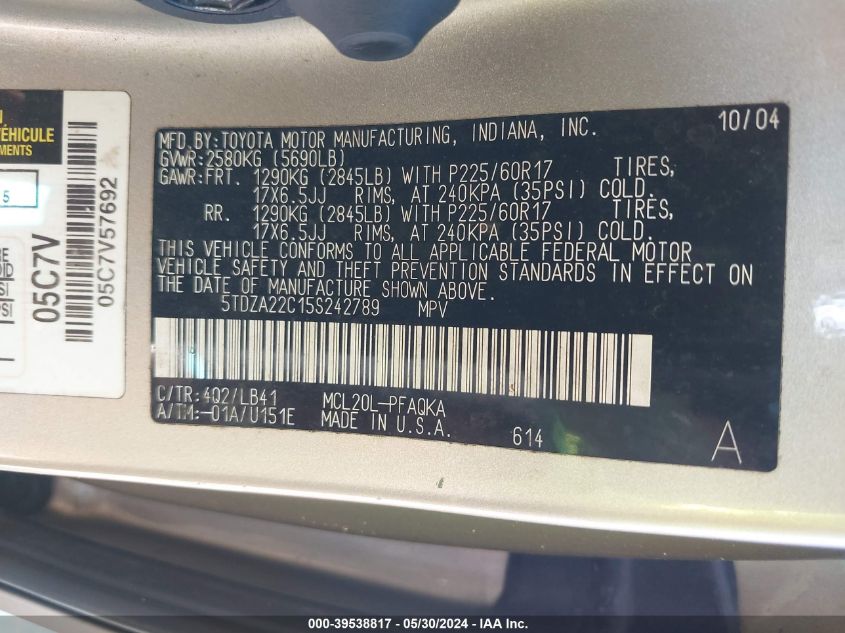 MFD.BY:TOYOTA MOTOR MANUFACTURING, INDIANA, INC. 10/04
GVWR:2580KG (5690LB)
GAWR:FRT. 1290KG (2845LB) WITH P225/60R17 TIRES,
17X6.5JJ RIMS, AT 240KPA (35PSI) COLD.
RR. 1290KG (2845LB) WITH P225/60R17 TIRES,
17X6.5JJ RIMS, AT 240KPA (35PSI) COLD.
THIS VEHICLE CONFORMS TO ALL APPLICABLE FEDERAL MOTOR
VEHICLE SAFETY AND THEFT PREVENTION STANDARDS IN EFFECT ON
THE DATE OF MANUFACTURE SHOWN ABOVE.
5TDZA22C15S242789 MPV
C/TR:4Q2/LB41 MCL20L-PFAQKA
A/TM:-01A/U151E MADE IN U.S.A. 614 A
VÉHICULE
5
05C7V
05C7V57692
000-39538817 - 05/30/2024 - IAA Inc.